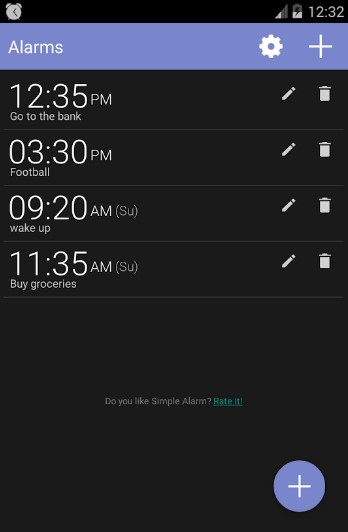 12:32
Alarms
12:35 PM
Go to the bank
03:30 PM
Football
09:20 AM (Su)
wake up
11:35 AM (Su)
Buy groceries
Do you like Simple Alarm? Rate it!